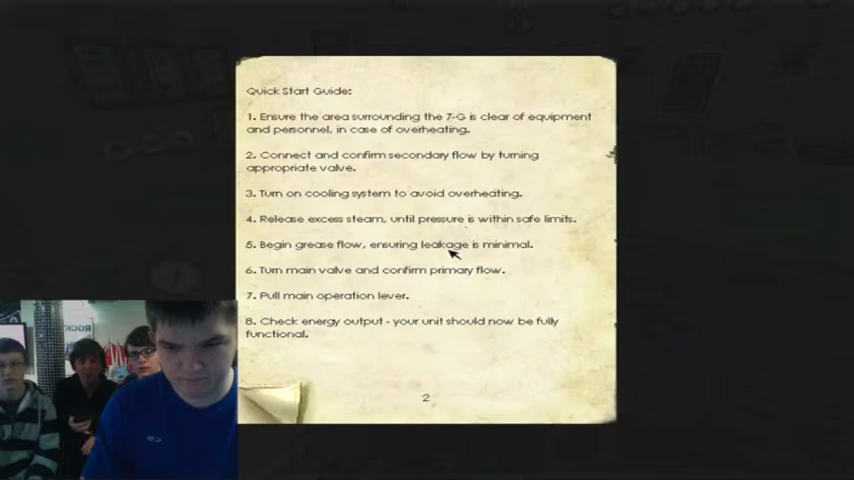 Quick Start Guide:
1. Ensure the area surrounding the 7-G is clear of equipment
and personnel, in case of overheating.
2. Connect and confirm secondary flow by turning
appropriate valve.
3. Turn on cooling system to avoid overheating.
4. Release excess steam, until pressure is within safe limits.
5. Begin grease flow, ensuring leakage is minimal.
6. Turn main valve and confirm primary flow.
7. Pull main operation lever.
8. Check energy output - your unit should now be fully
functional.
2